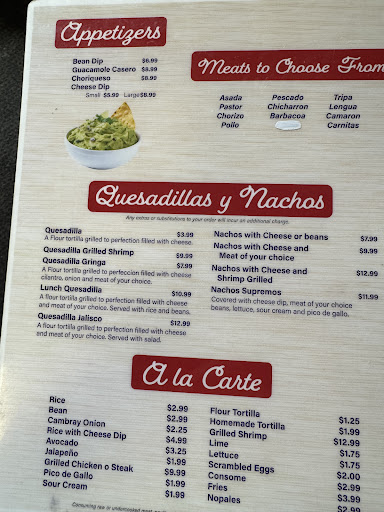 Appetizers
Bean Dip $6.99
Guacamole Casero $8.99
Choriqueso $8.99
Cheese Dip
Small $5.99 Large $8.99
Meats to Choose From
Asada
Pastor
Chorizo
Pollo
Pescado
Chicharron
Barbacoa
Tripa
Lengua
Camaron
Carnitas
Quesadillas y Nachos
Any extras or substitutions to your order will incur an additional charge.
Quesadilla $3.99
A Flour tortilla grilled to perfection filled with cheese.
Quesadilla Grilled Shrimp $9.99
Quesadilla Gringa $7.99
A Flour tortilla grilled to perfeccion filled with cheese
cilantro, onion and meat of your choice.
Lunch Quesadilla $10.99
A flour tortilla grilled to perfection filled with cheese
and meat of your choice. Served with rice and beans.
Quesadilla Jalisco $12.99
A flour tortilla grilled to perfection filled with cheese
and meat of your choice. Served with salad.
Nachos with Cheese or beans $7.99
Nachos with Cheese and $9.99
Meat of your choice
Nachos with Cheese and $12.99
Shrimp Grilled
Nachos Supremos $11.99
Covered with cheese dip, meat of your choice
beans, lettuce, sour cream and pico de gallo.
A la Carte
Rice $2.99
Bean $2.99
Cambray Onion $2.25
Rice with Cheese Dip $4.99
Avocado $3.25
Jalapeño $1.99
Grilled Chicken o Steak $9.99
Pico de Gallo $1.99
Sour Cream $1.99
Flour Tortilla $1.25
Homemade Tortilla $1.99
Grilled Shrimp $12.99
Lime $1.75
Lettuce $1.75
Scrambled Eggs $2.00
Consome $2.99
Fries $3.99
Nopales $2.99